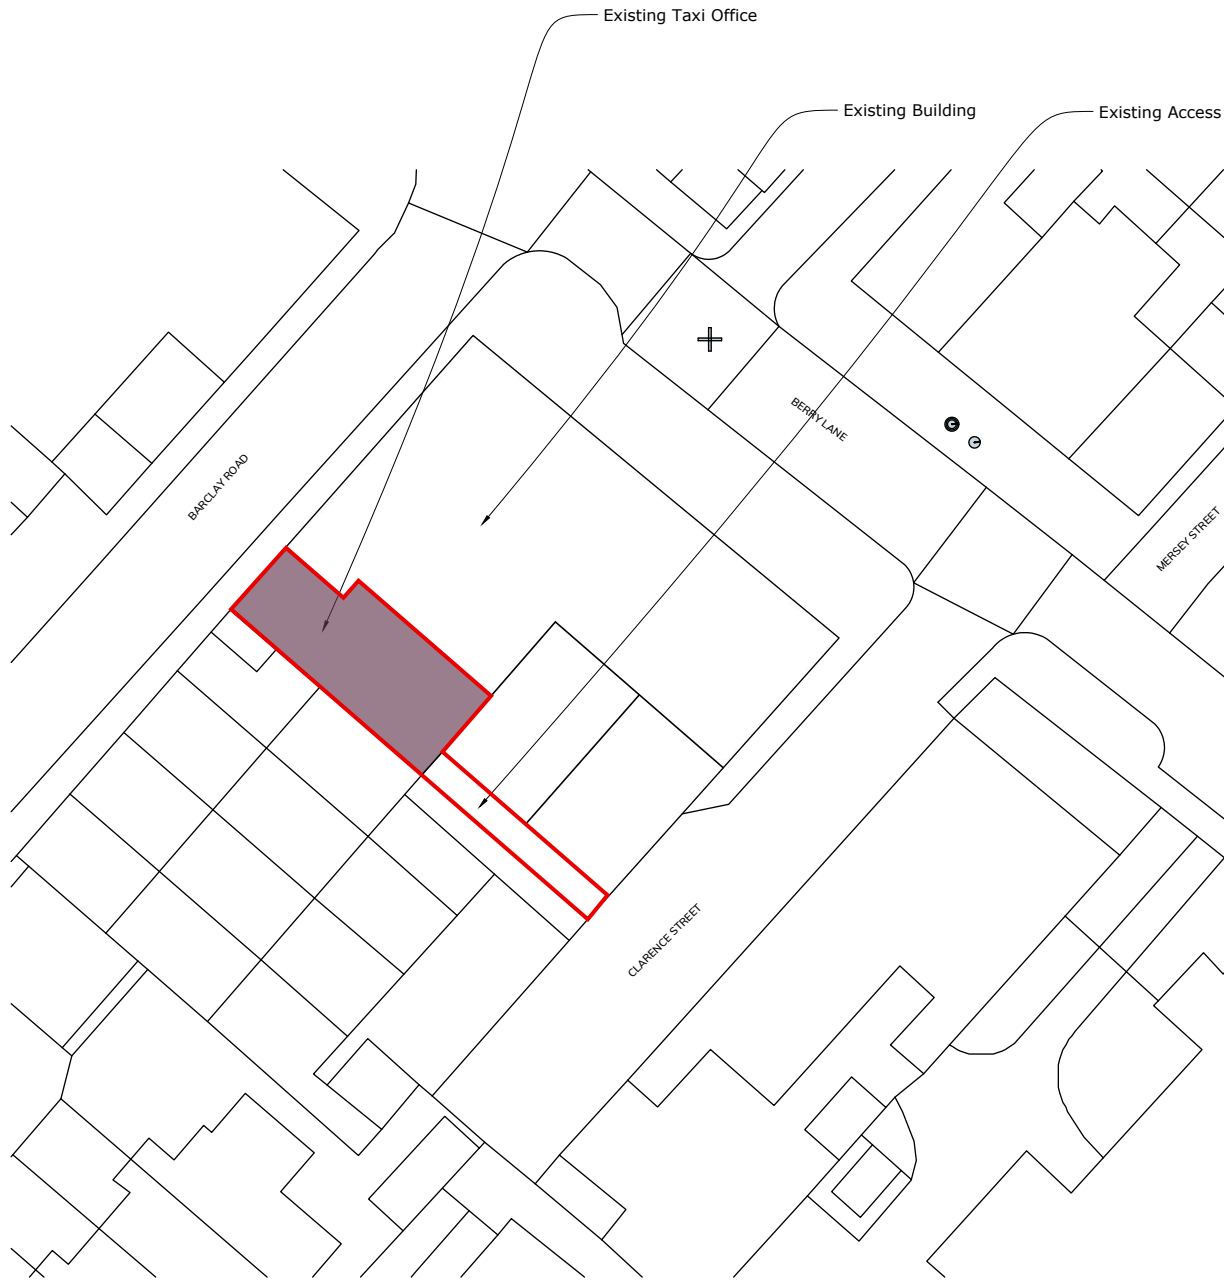 Existing Taxi Office
Existing Building
Existing Access
BERRY LANE
BARCLAY ROAD
MERSEY STREET
CLARENCE STREET